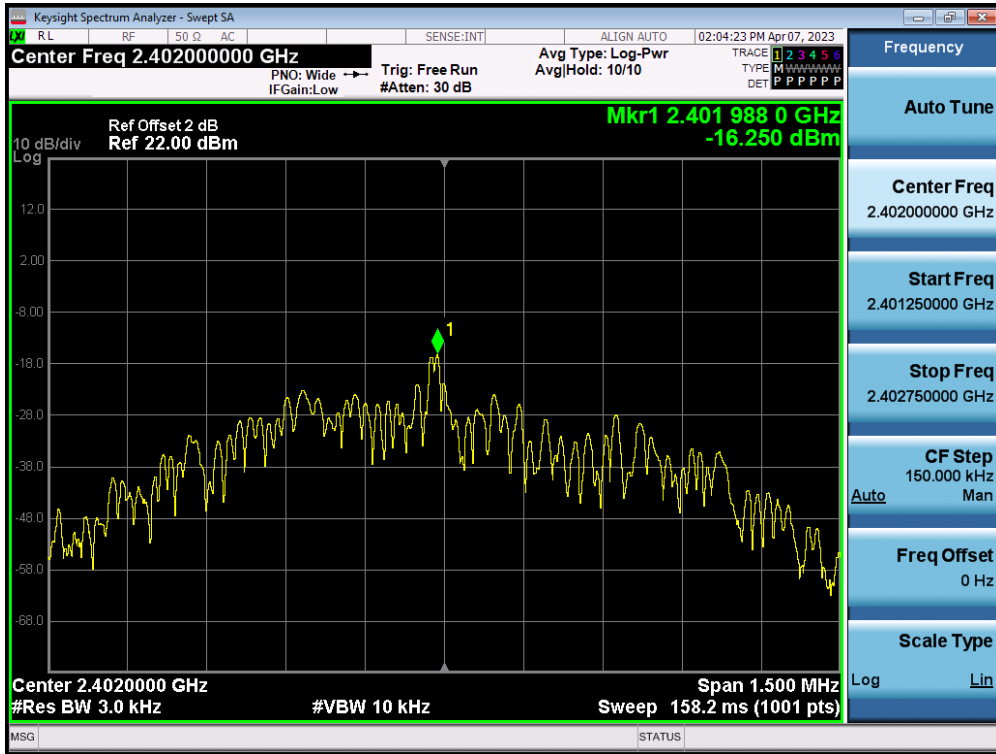 Keysight Spectrum Analyzer - Swept SA
LXI RL RF 50 Ω AC SENSE:INT ALIGN AUTO 02:04:23 PM Apr 07, 2023
Center Freq 2.402000000 GHz
PNO: Wide
IFGain:Low
Trig: Free Run
#Atten: 30 dB
Avg Type: Log-Pwr
Avg|Hold: 10/10
TRACE 1 2 3 4 5 6
TYPE M W W W W W
DET P P P P P P
Mkr1 2.401 988 0 GHz
-16.250 dBm
Ref Offset 2 dB
10 dB/div Ref 22.00 dBm
Log
12.0
2.00
-8.00
1
-18.0
-28.0
-38.0
-48.0
-58.0
-68.0
Center 2.4020000 GHz Span 1.500 MHz
#Res BW 3.0 kHz #VBW 10 kHz Sweep 158.2 ms (1001 pts)
MSG STATUS
Frequency
Auto Tune
Center Freq
2.402000000 GHz
Start Freq
2.401250000 GHz
Stop Freq
2.402750000 GHz
CF Step
150.000 kHz
Auto Man
Freq Offset
0 Hz
Scale Type
Log Lin